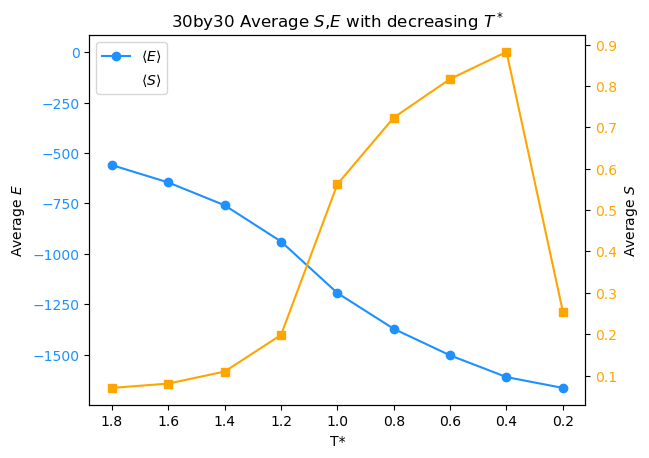 30by30 Average S,E with decreasing T*
⟨E⟩
⟨S⟩
Average E
0
−250
−500
−750
−1000
−1250
−1500
Average S
0.9
0.8
0.7
0.6
0.5
0.4
0.3
0.2
0.1
1.8 1.6 1.4 1.2 1.0 0.8 0.6 0.4 0.2
T*